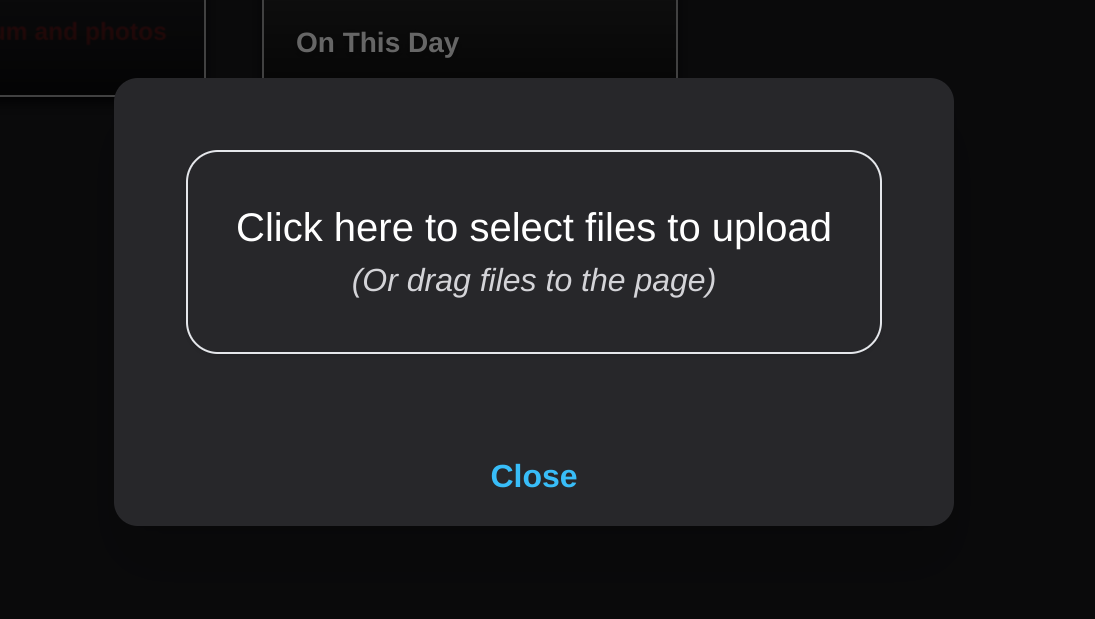 and photos
On This Day
Click here to select files to upload
(Or drag files to the page)
Close